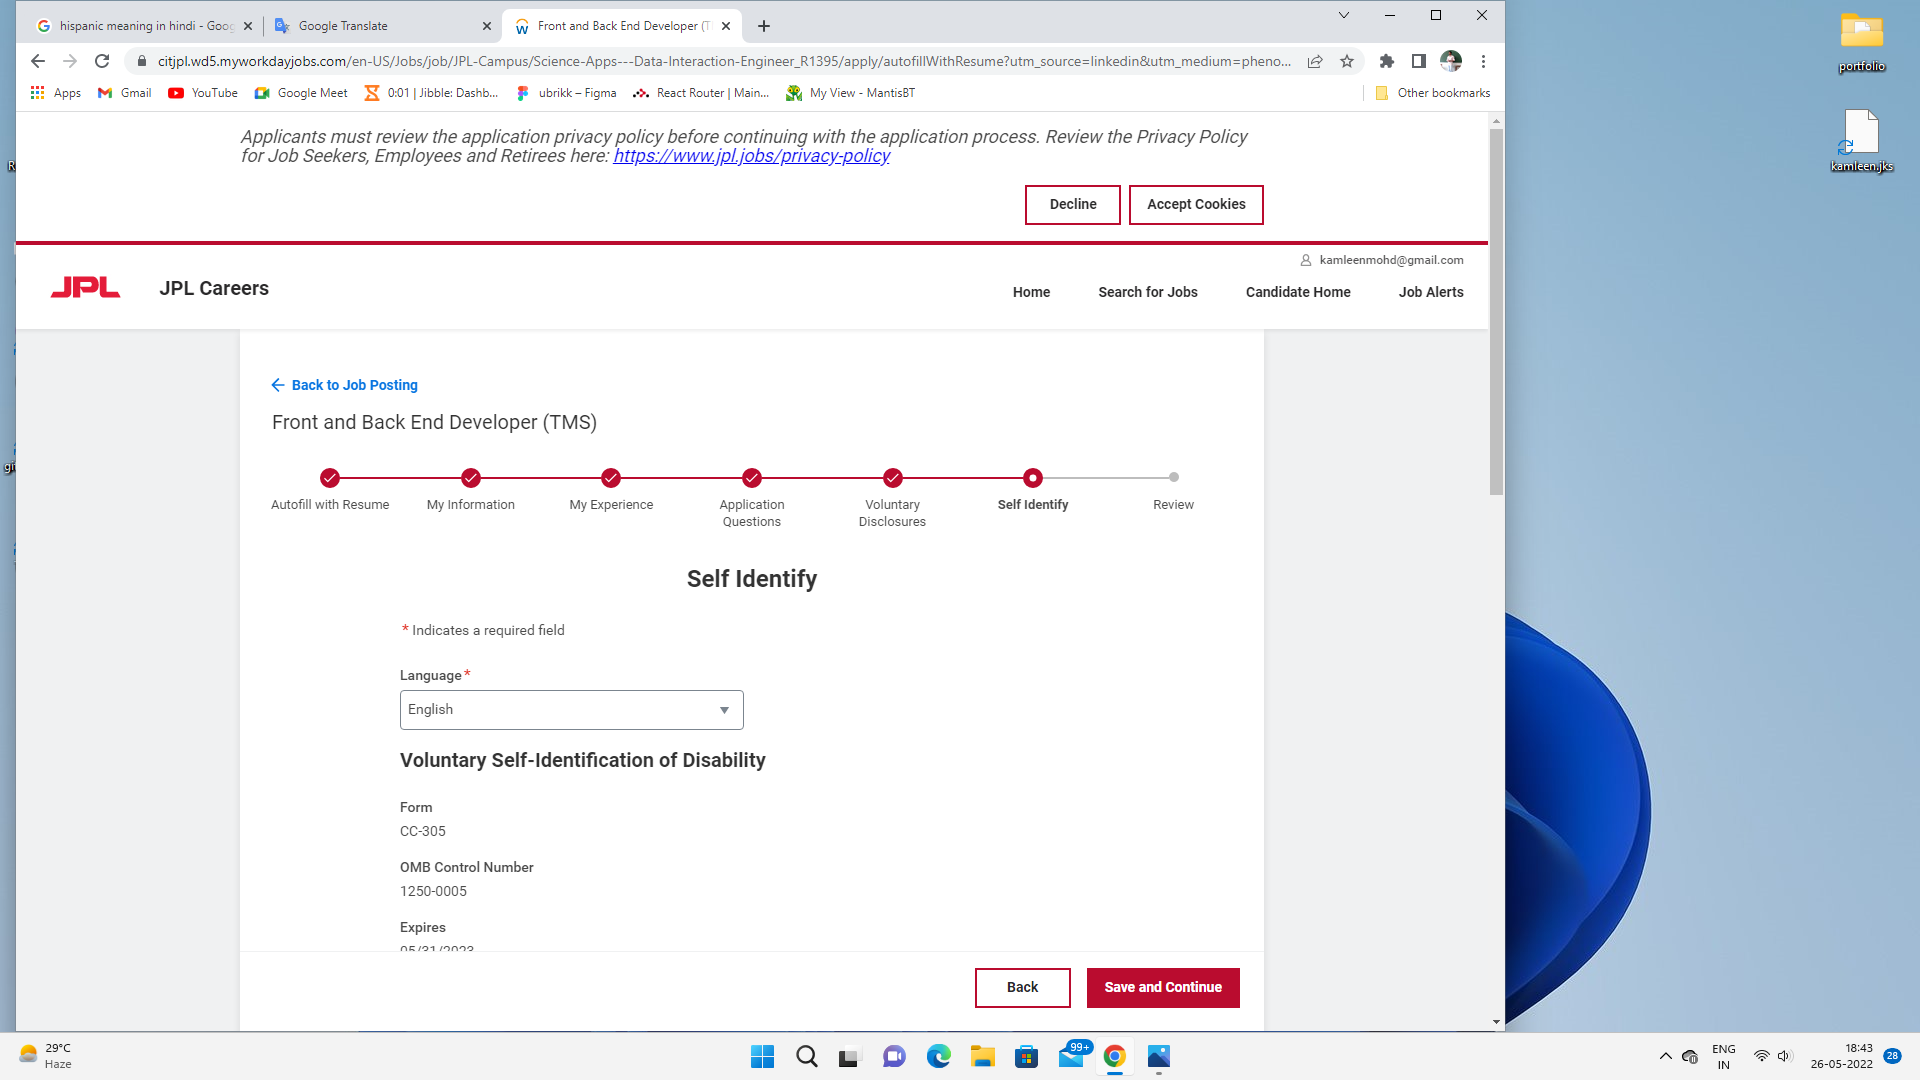 hispanic meaning in hindi - Goog
Google Translate
Front and Back End Developer (T
citjpl.wd5.myworkdayjobs.com/en-US/Jobs/job/JPL-Campus/Science-Apps---Data-Interaction-Engineer_R1395/apply/autofillWithResume?utm_source=linkedin&utm_medium=pheno...
Apps
Gmail
YouTube
Google Meet
0:01 | Jibble: Dashb...
ubrikk – Figma
React Router | Main...
My View - MantisBT
Other bookmarks
Applicants must review the application privacy policy before continuing with the application process. Review the Privacy Policy
for Job Seekers, Employees and Retirees here: https://www.jpl.jobs/privacy-policy
Decline
Accept Cookies
kamleenmohd@gmail.com
JPL
JPL Careers
Home
Search for Jobs
Candidate Home
Job Alerts
Back to Job Posting
Front and Back End Developer (TMS)
Autofill with Resume
My Information
My Experience
Application
Questions
Voluntary
Disclosures
Self Identify
Review
Self Identify
* Indicates a required field
Language*
English
Voluntary Self-Identification of Disability
Form
CC-305
OMB Control Number
1250-0005
Expires
05/31/2023
Back
Save and Continue
portfolio
kamleen.jks
29°C
Haze
99+
ENG
IN
18:43
26-05-2022
28